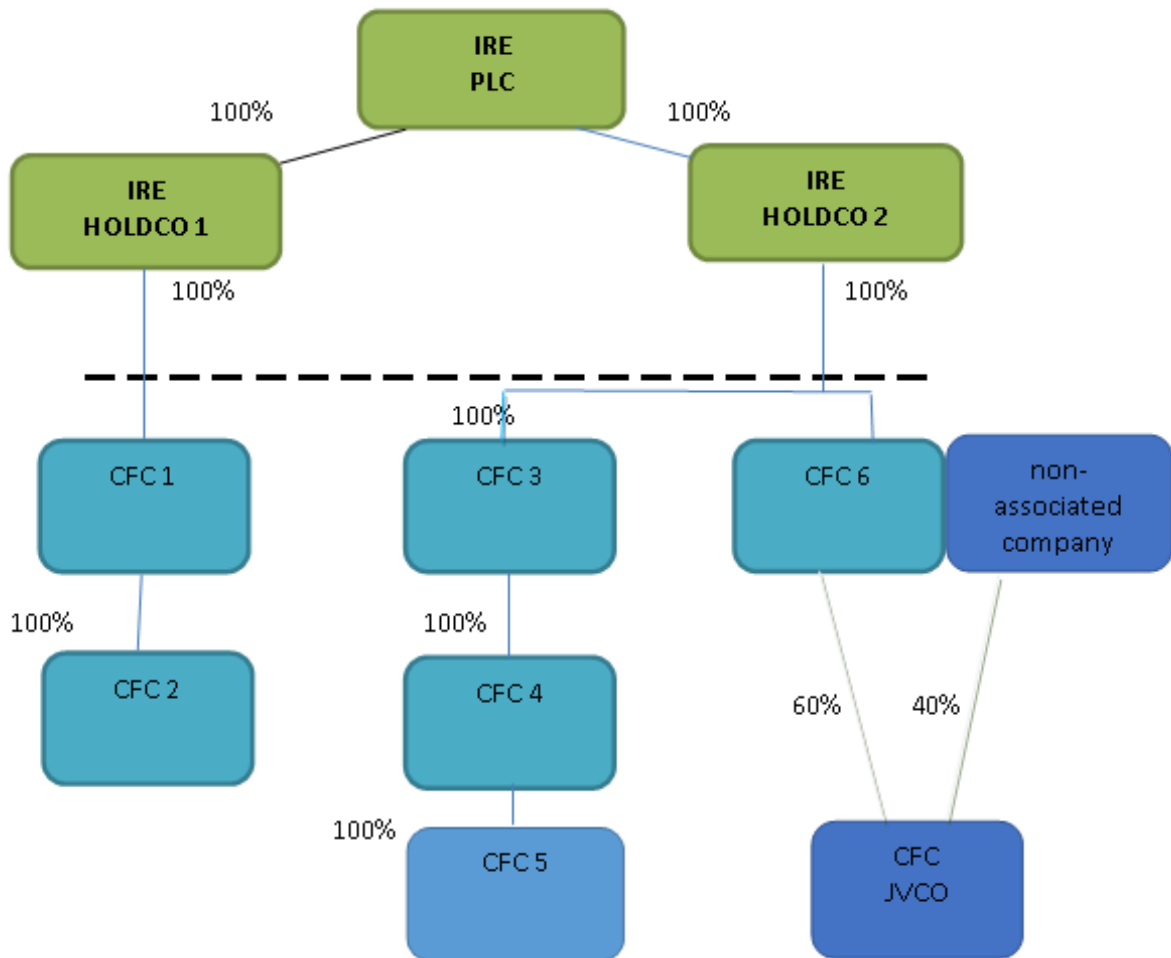 IRE
PLC
100%
100%
IRE
HOLDCO 1
IRE
HOLDCO 2
100%
100%
100%
CFC 1
CFC 3
CFC 6
non-
associated
company
100%
100%
CFC 2
CFC 4
60%
40%
100%
CFC 5
CFC
JVCO